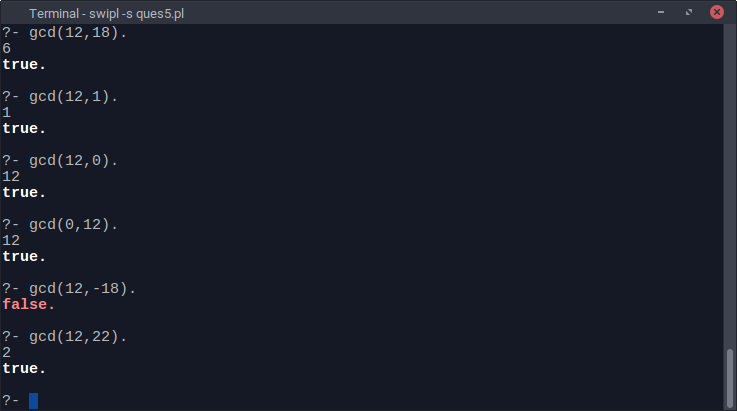 Terminal - swipl -s ques5.pl
?- gcd(12,18).
6
true.
?- gcd(12,1).
1
true.
?- gcd(12,0).
12
true.
?- gcd(0,12).
12
true.
?- gcd(12,-18).
false.
?- gcd(12,22).
2
true.
?-